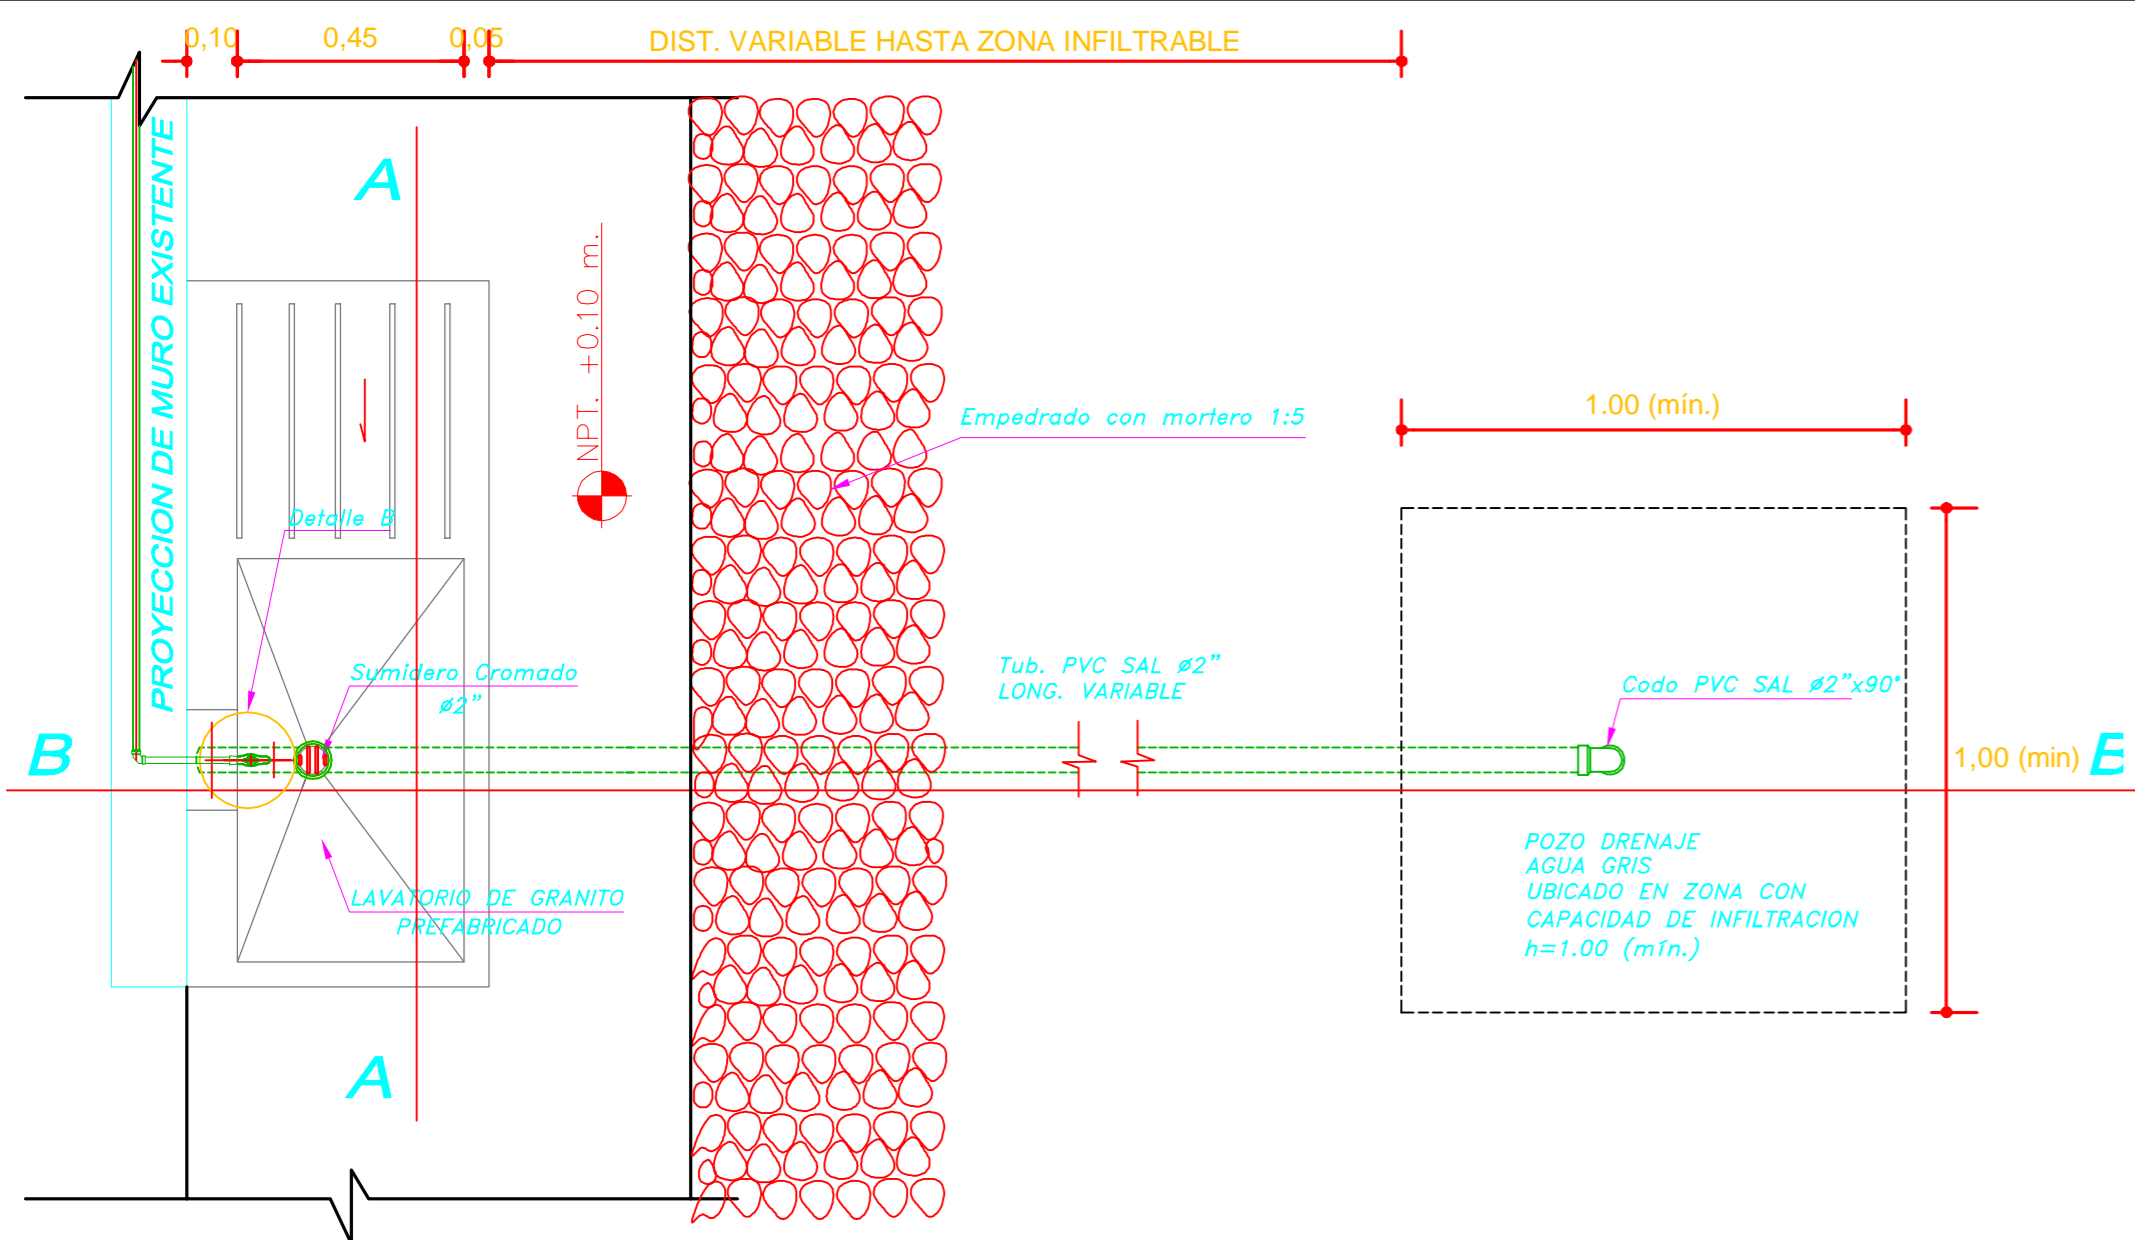 0,10
0,45
0,05
DIST. VARIABLE HASTA ZONA INFILTRABLE
PROYECCION DE MURO EXISTENTE
A
NPT. +0.10 m.
Empedrado con mortero 1:5
1.00 (mín.)
Detalle B
Sumidero Cromado
ø2"
Tub. PVC SAL ø2"
LONG. VARIABLE
Codo PVC SAL ø2"x90°
B
1,00 (min)
B
LAVATORIO DE GRANITO
PREFABRICADO
POZO DRENAJE
AGUA GRIS
UBICADO EN ZONA CON
CAPACIDAD DE INFILTRACION
h=1.00 (mín.)
A